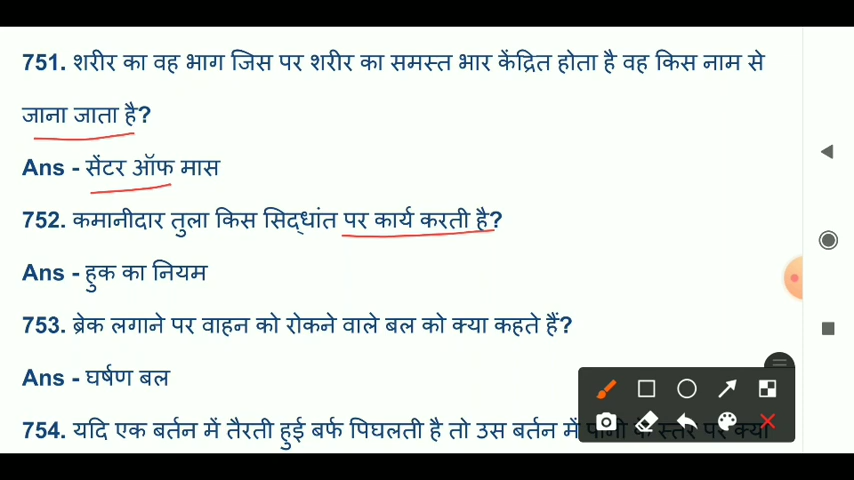 751. शरीर का वह भाग जिस पर शरीर का समस्त भार केंद्रित होता है वह किस नाम से
जाना जाता है?
Ans - सेंटर ऑफ मास
752. कमानीदार तुला किस सिद्धांत पर कार्य करती है?
Ans - हुक का नियम
753. ब्रेक लगाने पर वाहन को रोकने वाले बल को क्या कहते हैं?
Ans - घर्षण बल
754. यदि एक बर्तन में तैरती हुई बर्फ पिघलती है तो उस बर्तन में पानी के स्तर पर क्या